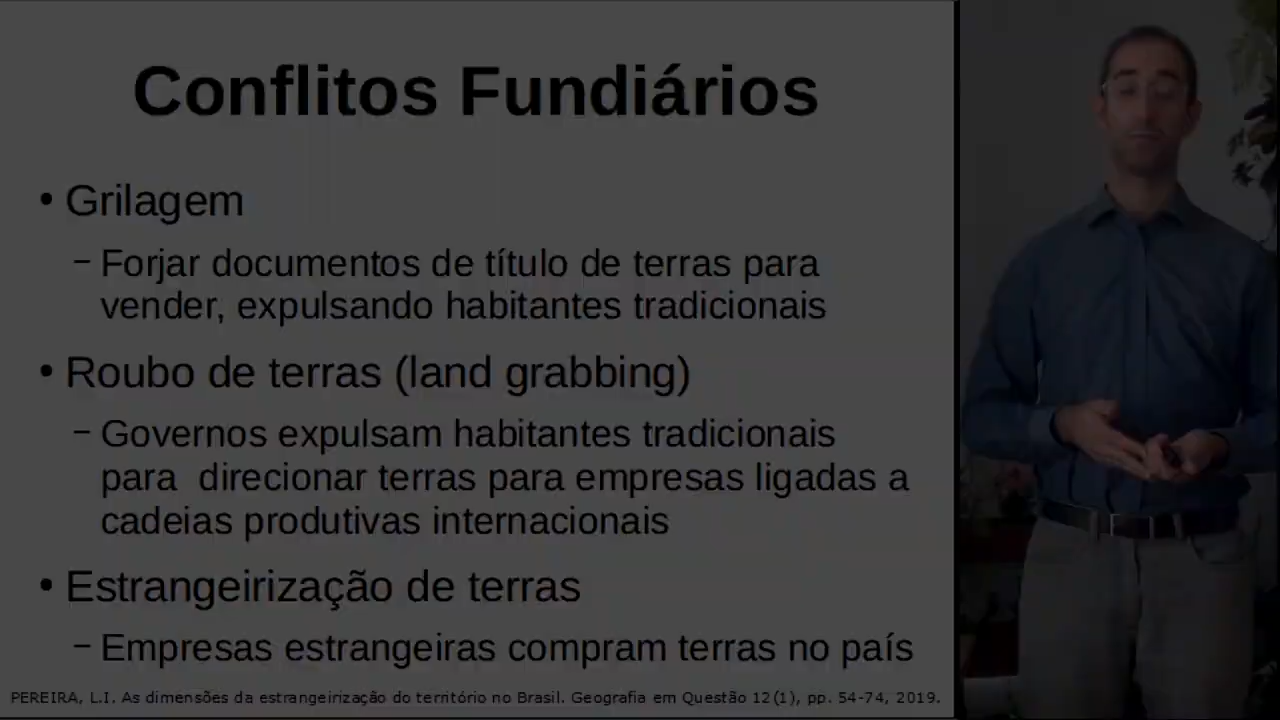 Conflitos Fundiários
• Grilagem
– Forjar documentos de título de terras para
vender, expulsando habitantes tradicionais
• Roubo de terras (land grabbing)
– Governos expulsam habitantes tradicionais
para direcionar terras para empresas ligadas a
cadeias produtivas internacionais
• Estrangeirização de terras
– Empresas estrangeiras compram terras no país
PEREIRA, L.I. As dimensões da estrangeirização do território no Brasil. Geografia em Questão 12(1), pp. 54-74, 2019.